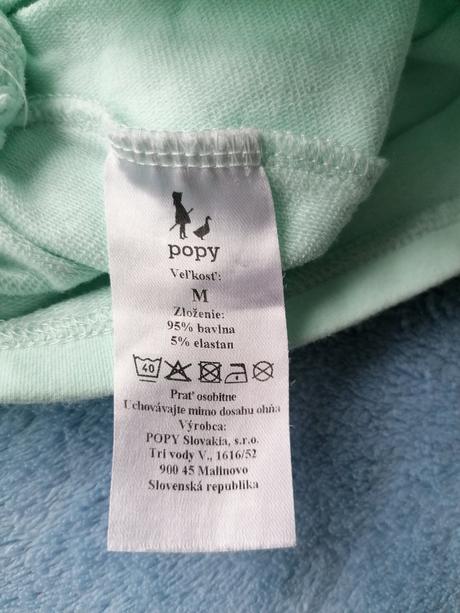 popy
Veľkosť:
M
Zloženie:
95% bavlna
5% elastan
40
Prať osobitne
Uchovávajte mimo dosahu ohňa
Výrobca:
POPY Slovakia, s.r.o.
Tri vody V., 1616/52
900 45 Malinovo
Slovenská republika